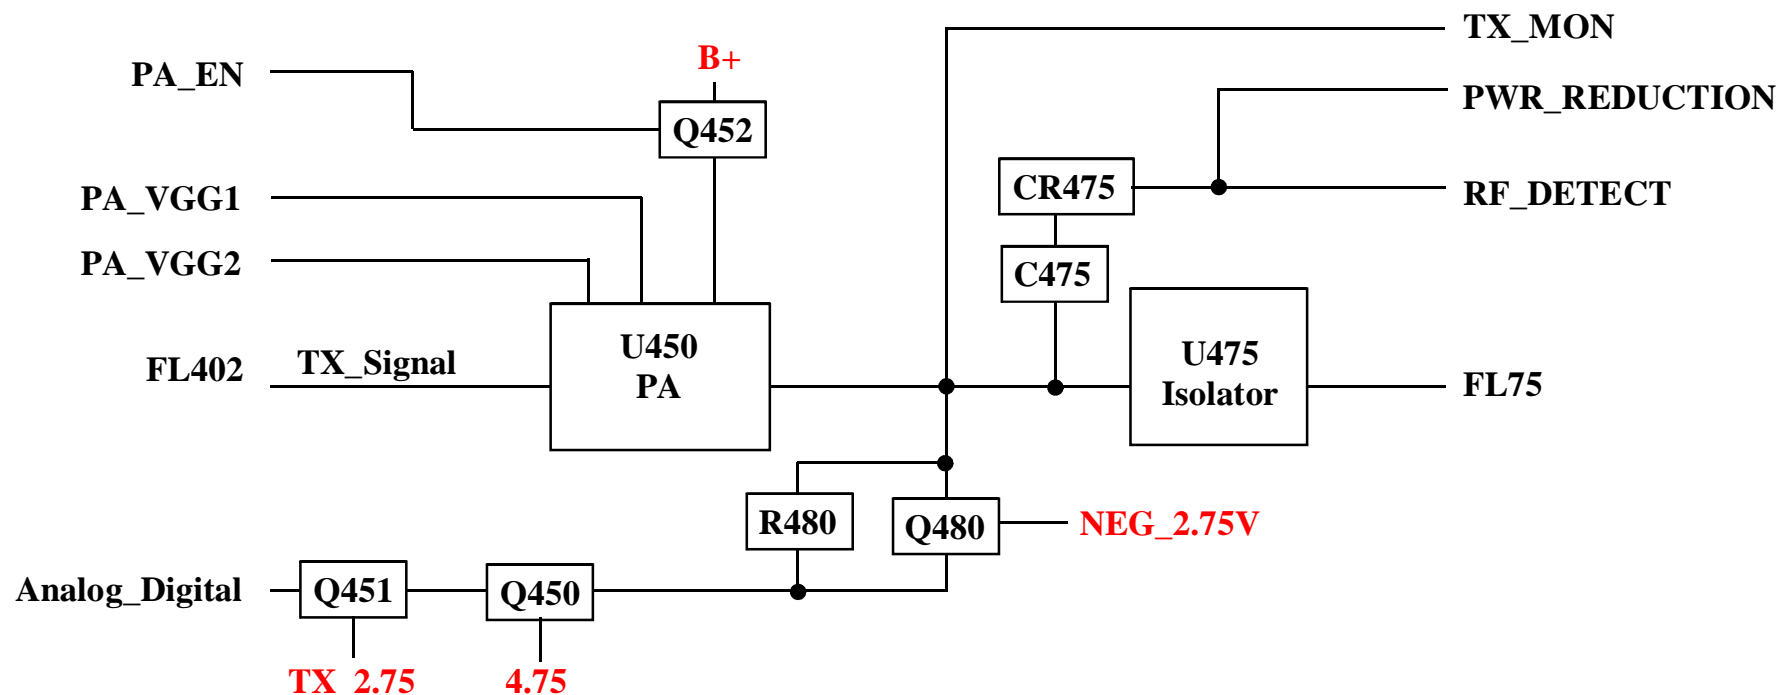 TX_MON
B+
PA_EN
PWR_REDUCTION
Q452
CR475
RF_DETECT
PA_VGG1
PA_VGG2
C475
U450
PA
U475
Isolator
FL402
TX_Signal
FL75
R480
Q480
NEG_2.75V
Analog_Digital
Q451
Q450
TX_2.75
4.75